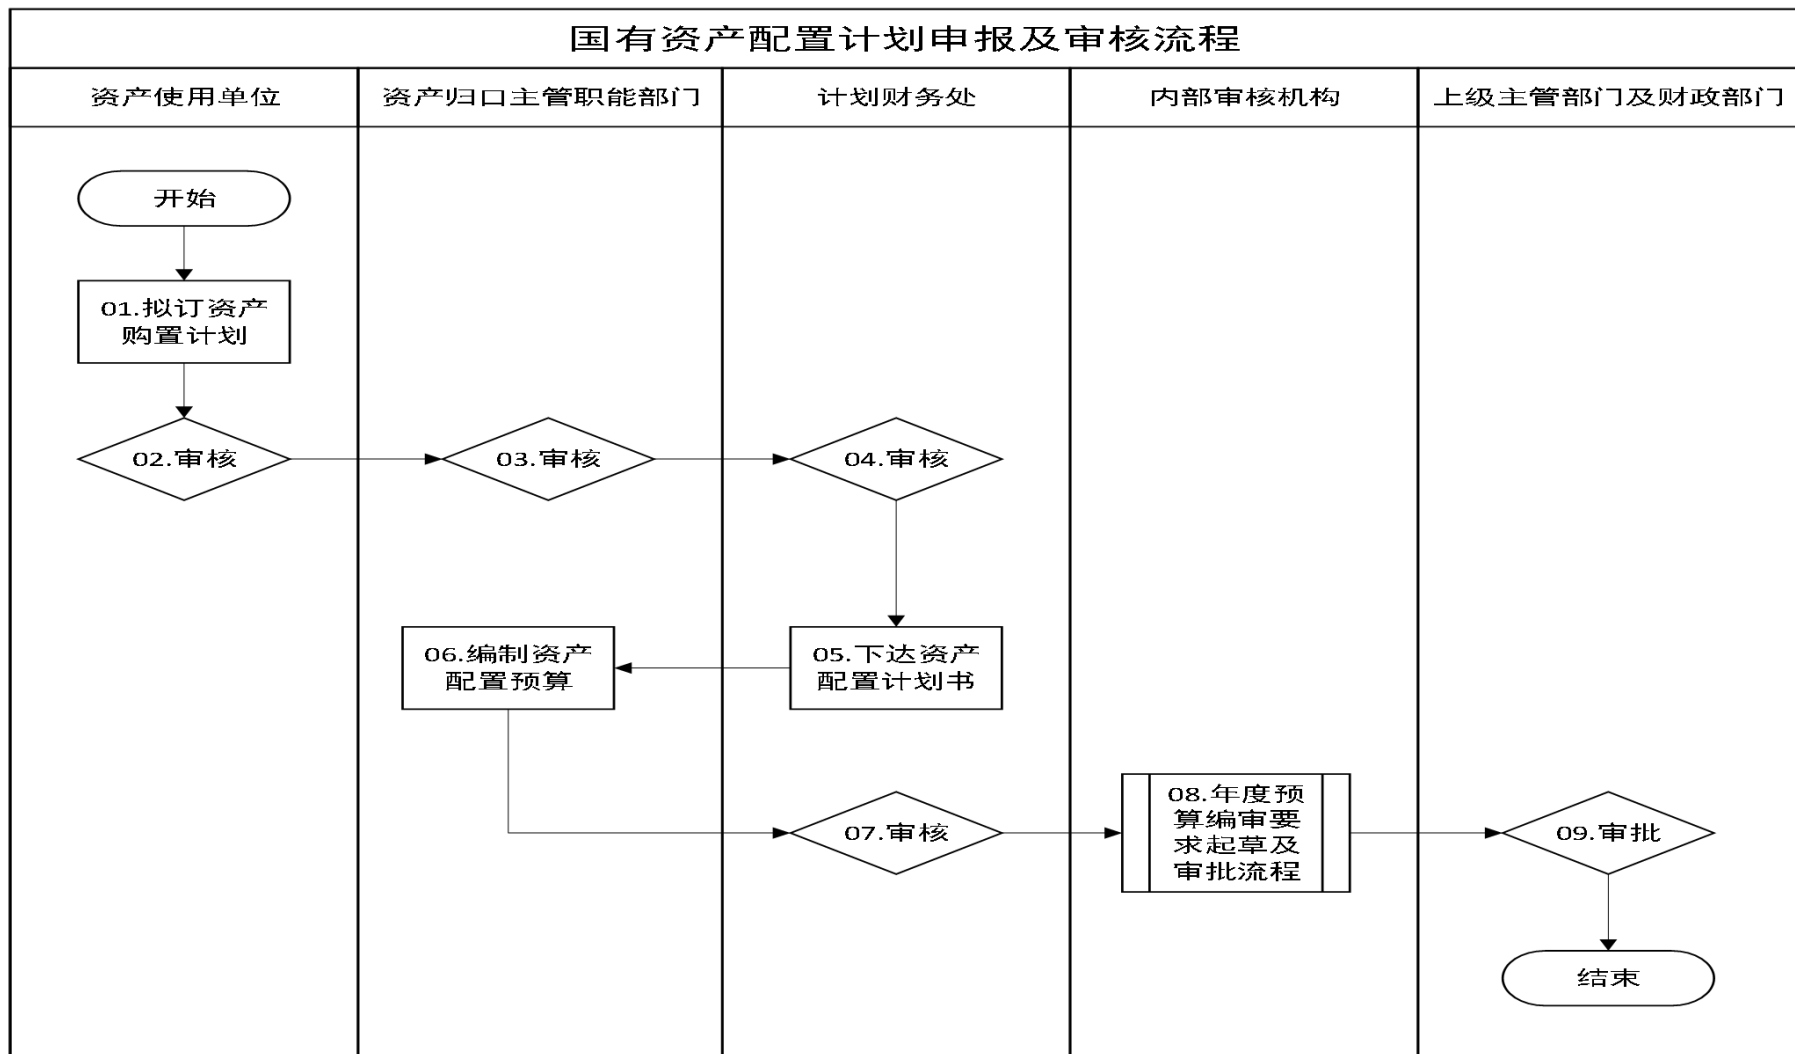 国有资产配置计划申报及审核流程
资产使用单位
资产归口主管职能部门
计划财务处
内部审核机构
上级主管部门及财政部门
开始
01.拟订资产
购置计划
02.审核
03.审核
04.审核
06.编制资产
配置预算
05.下达资产
配置计划书
07.审核
08.年度预
算编审要
求起草及
审批流程
09.审批
结束